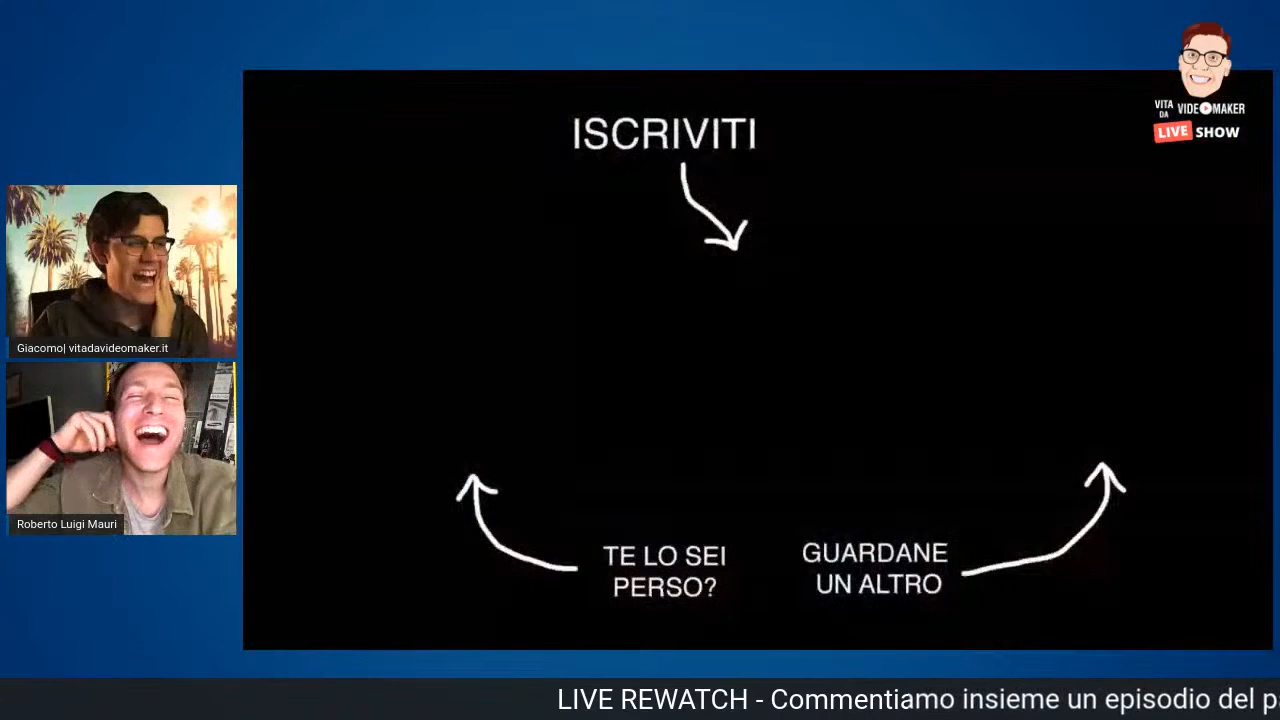 VITA
DA
VIDEOMAKER
LIVE SHOW
ISCRIVITI
Giacomo| vitadavideomaker.it
Roberto Luigi Mauri
TE LO SEI
PERSO?
GUARDANE
UN ALTRO
LIVE REWATCH - Commentiamo insieme un episodio del p